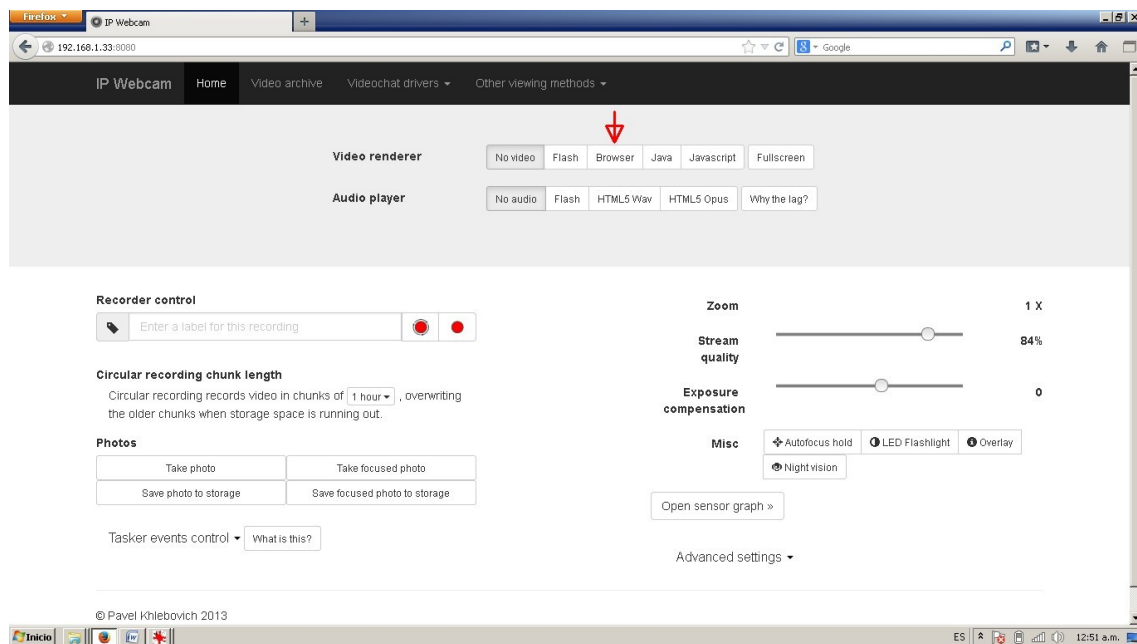 Firefox
IP Webcam
192.168.1.33:8080
Google
IP Webcam Home Video archive Videochat drivers Other viewing methods
Video renderer No video Flash Browser Java Javascript Fullscreen
Audio player No audio Flash HTML5 Wav HTML5 Opus Why the lag?
Recorder control
Enter a label for this recording
Circular recording chunk length
Circular recording records video in chunks of 1 hour , overwriting
the older chunks when storage space is running out.
Photos
Take photo Take focused photo
Save photo to storage Save focused photo to storage
Tasker events control What is this?
Zoom 1 X
Stream 84%
quality
Exposure 0
compensation
Misc Autofocus hold LED Flashlight Overlay
Night vision
Open sensor graph »
Advanced settings
© Pavel Khlebovich 2013
Inicio ES 12:51 a.m.